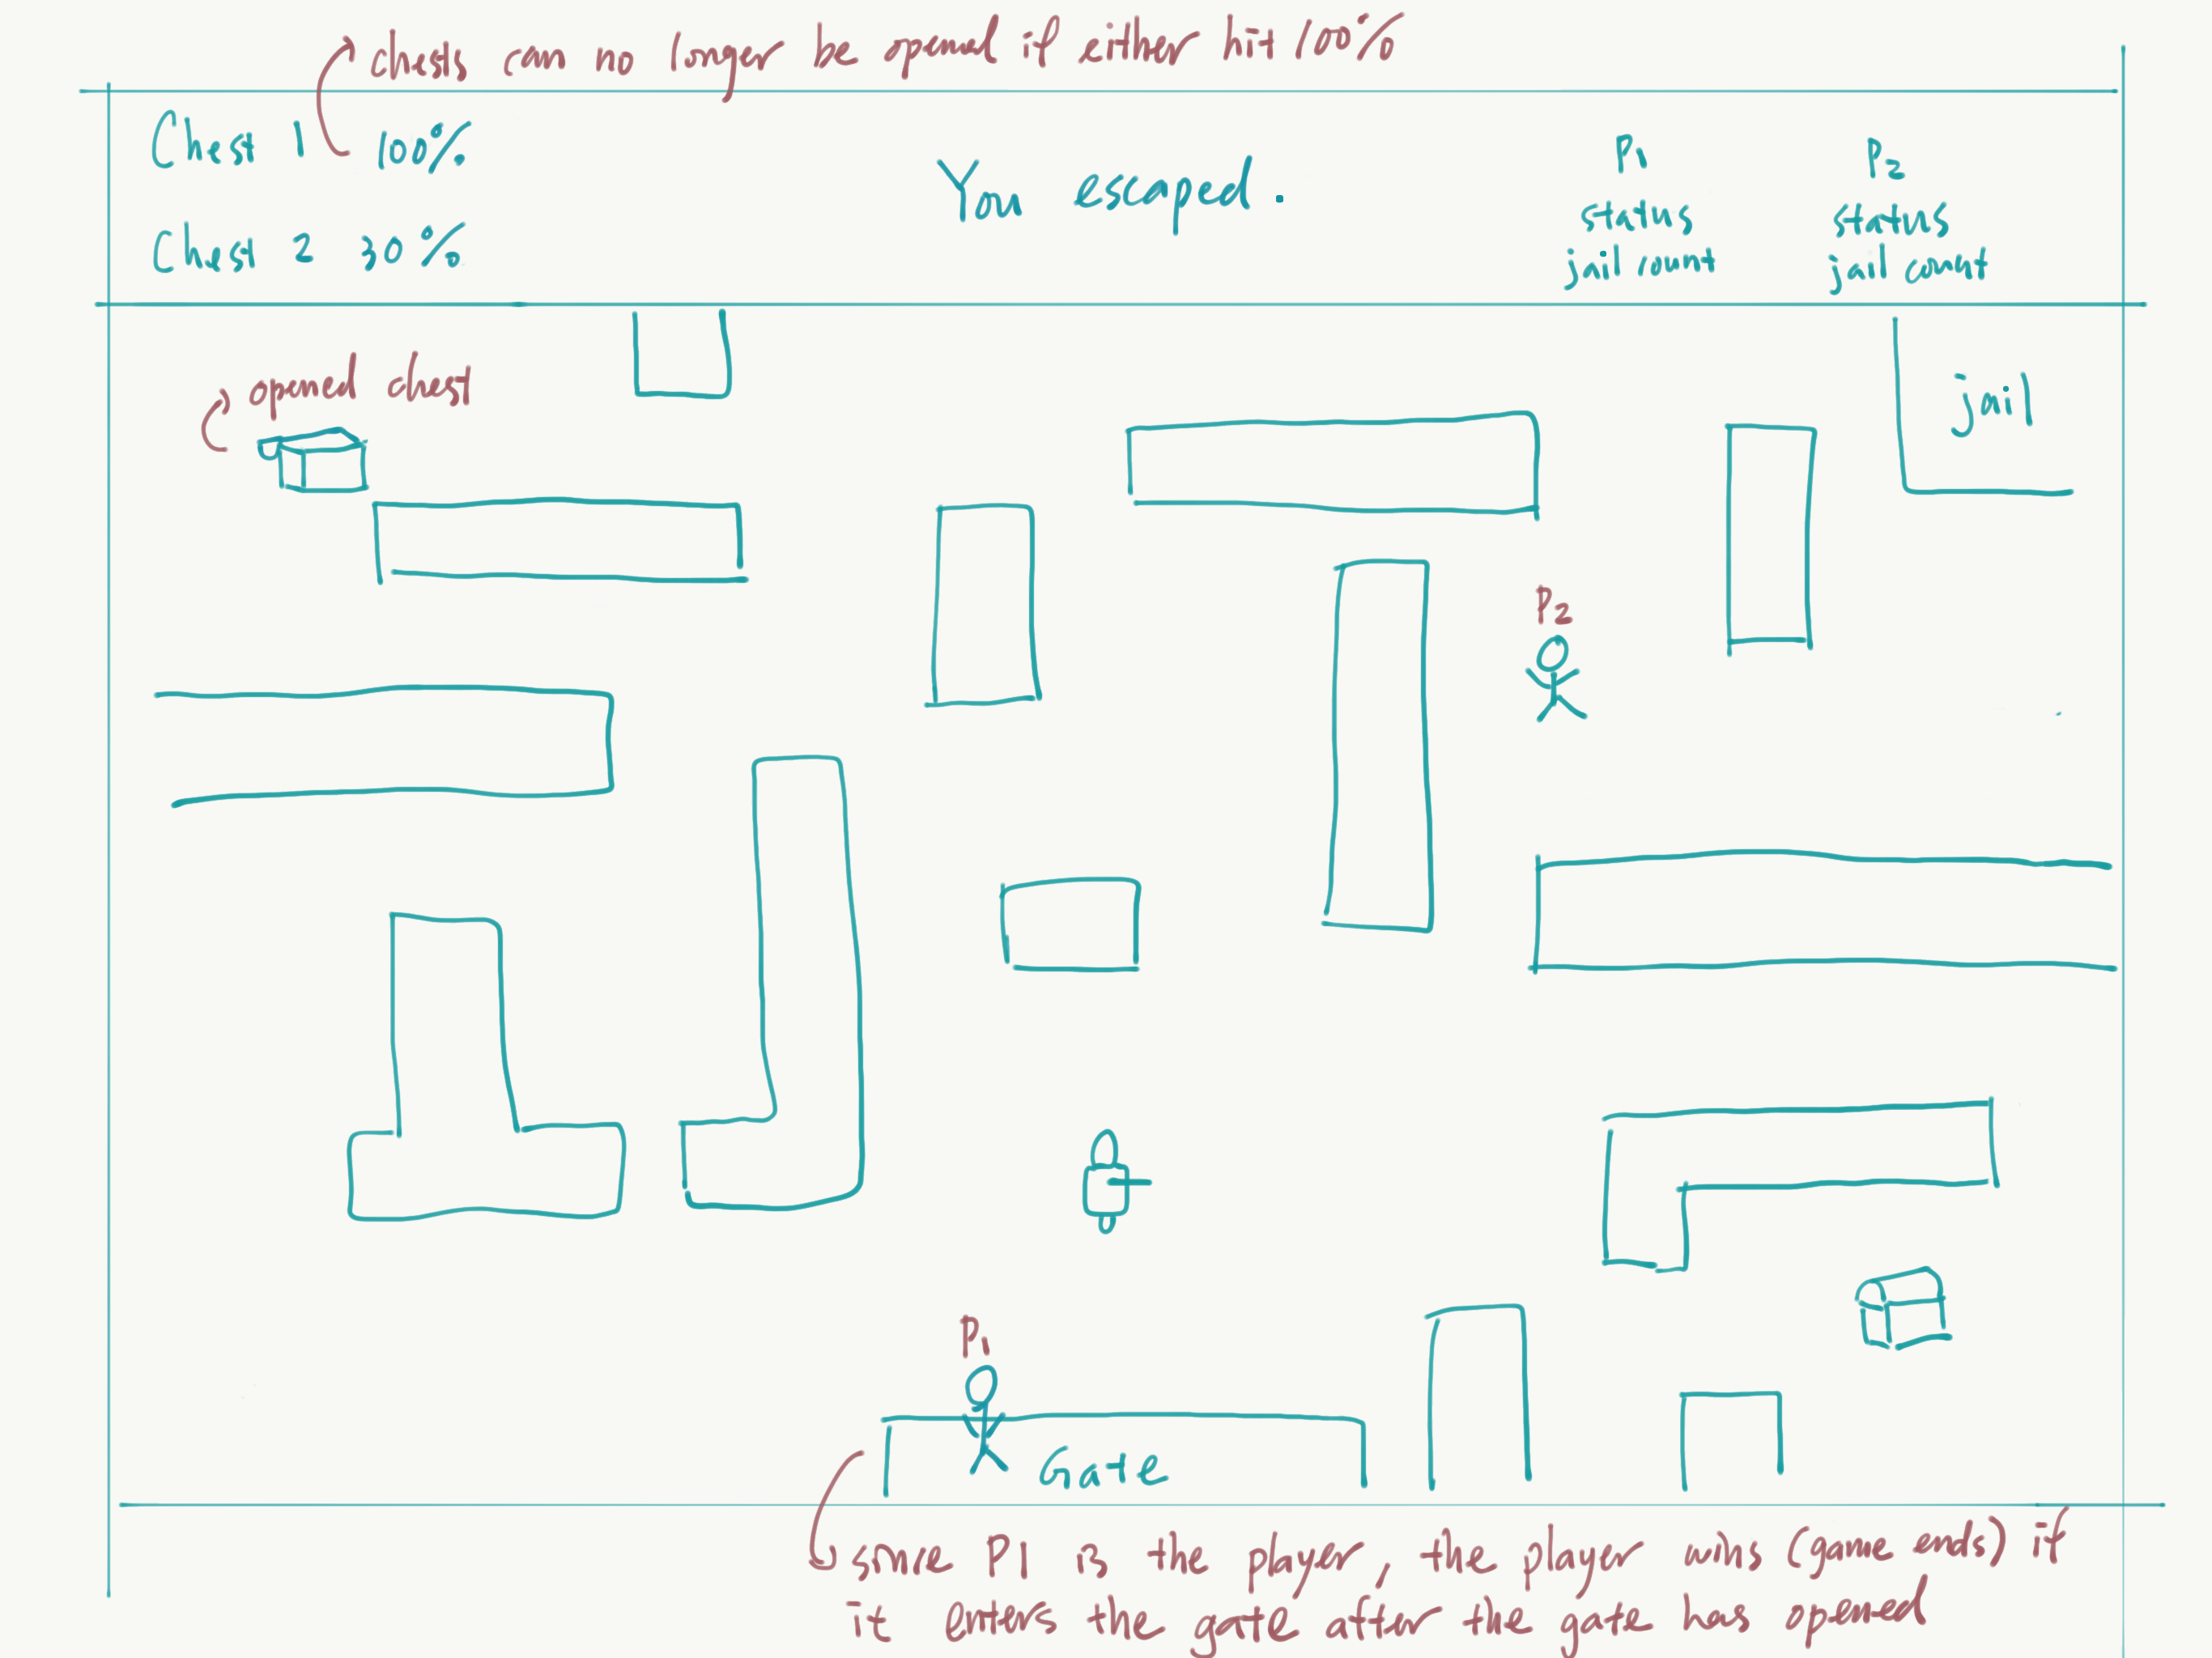 chests can no longer be opened if either hit 100%
Chest 1 100%
Chest 2 30%
You escaped.
P1
status
jail count
P2
status
jail count
opened chest
jail
P2
P1
Gate
since P1 is the player, the player wins (game ends) if
it enters the gate after the gate has opened